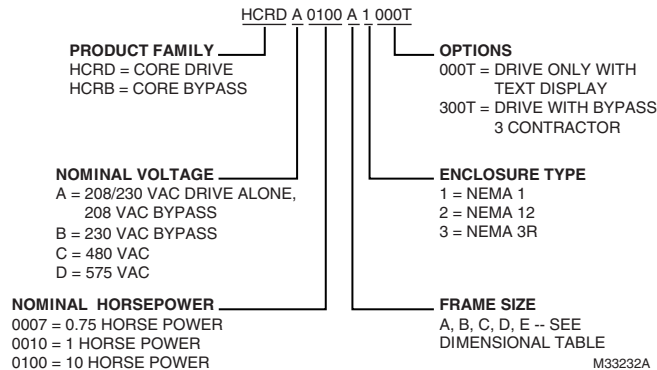 HCRD A 0100 A 1 000T
PRODUCT FAMILY
HCRD = CORE DRIVE
HCRB = CORE BYPASS
NOMINAL VOLTAGE
A = 208/230 VAC DRIVE ALONE,
208 VAC BYPASS
B = 230 VAC BYPASS
C = 480 VAC
D = 575 VAC
NOMINAL HORSEPOWER
0007 = 0.75 HORSE POWER
0010 = 1 HORSE POWER
0100 = 10 HORSE POWER
OPTIONS
000T = DRIVE ONLY WITH
TEXT DISPLAY
300T = DRIVE WITH BYPASS
3 CONTRACTOR
ENCLOSURE TYPE
1 = NEMA 1
2 = NEMA 12
3 = NEMA 3R
FRAME SIZE
A, B, C, D, E -- SEE
DIMENSIONAL TABLE
M33232A